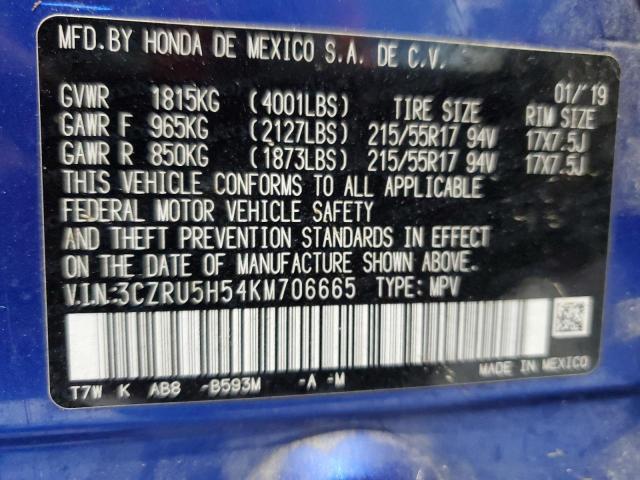 MFD. BY HONDA DE MEXICO S.A. DE C.V.
01/'19
GVWR 1815KG (4001LBS) TIRE SIZE RIM SIZE
GAWR F 965KG (2127LBS) 215/55R17 94V 17X7.5J
GAWR R 850KG (1873LBS) 215/55R17 94V 17X7.5J
THIS VEHICLE CONFORMS TO ALL APPLICABLE
FEDERAL MOTOR VEHICLE SAFETY
AND THEFT PREVENTION STANDARDS IN EFFECT
ON THE DATE OF MANUFACTURE SHOWN ABOVE.
V.I.N:3CZRU5H54KM706665 TYPE: MPV
T7W K AB8 -B593M -A -M
MADE IN MEXICO